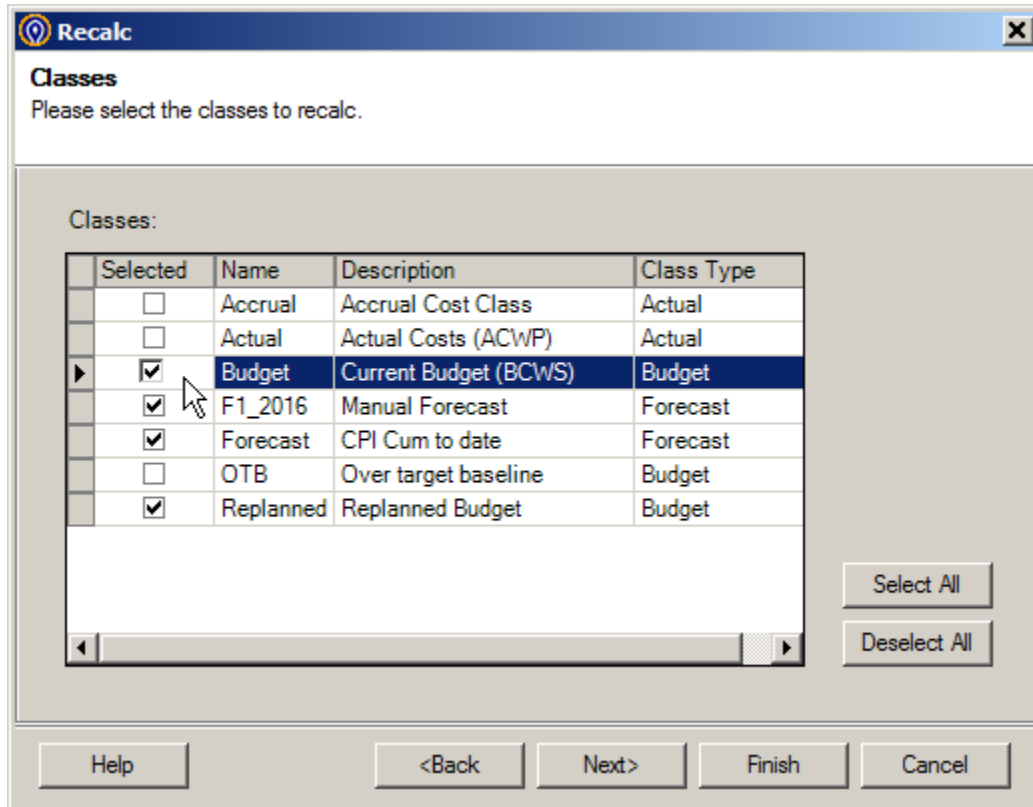 Recalc
Classes
Please select the classes to recalc.
Classes:
Selected Name Description Class Type
Accrual Accrual Cost Class Actual
Actual Actual Costs (ACWP) Actual
Budget Current Budget (BCWS) Budget
F1_2016 Manual Forecast Forecast
Forecast CPI Cum to date Forecast
OTB Over target baseline Budget
Replanned Replanned Budget Budget
Select All
Deselect All
Help <Back Next> Finish Cancel